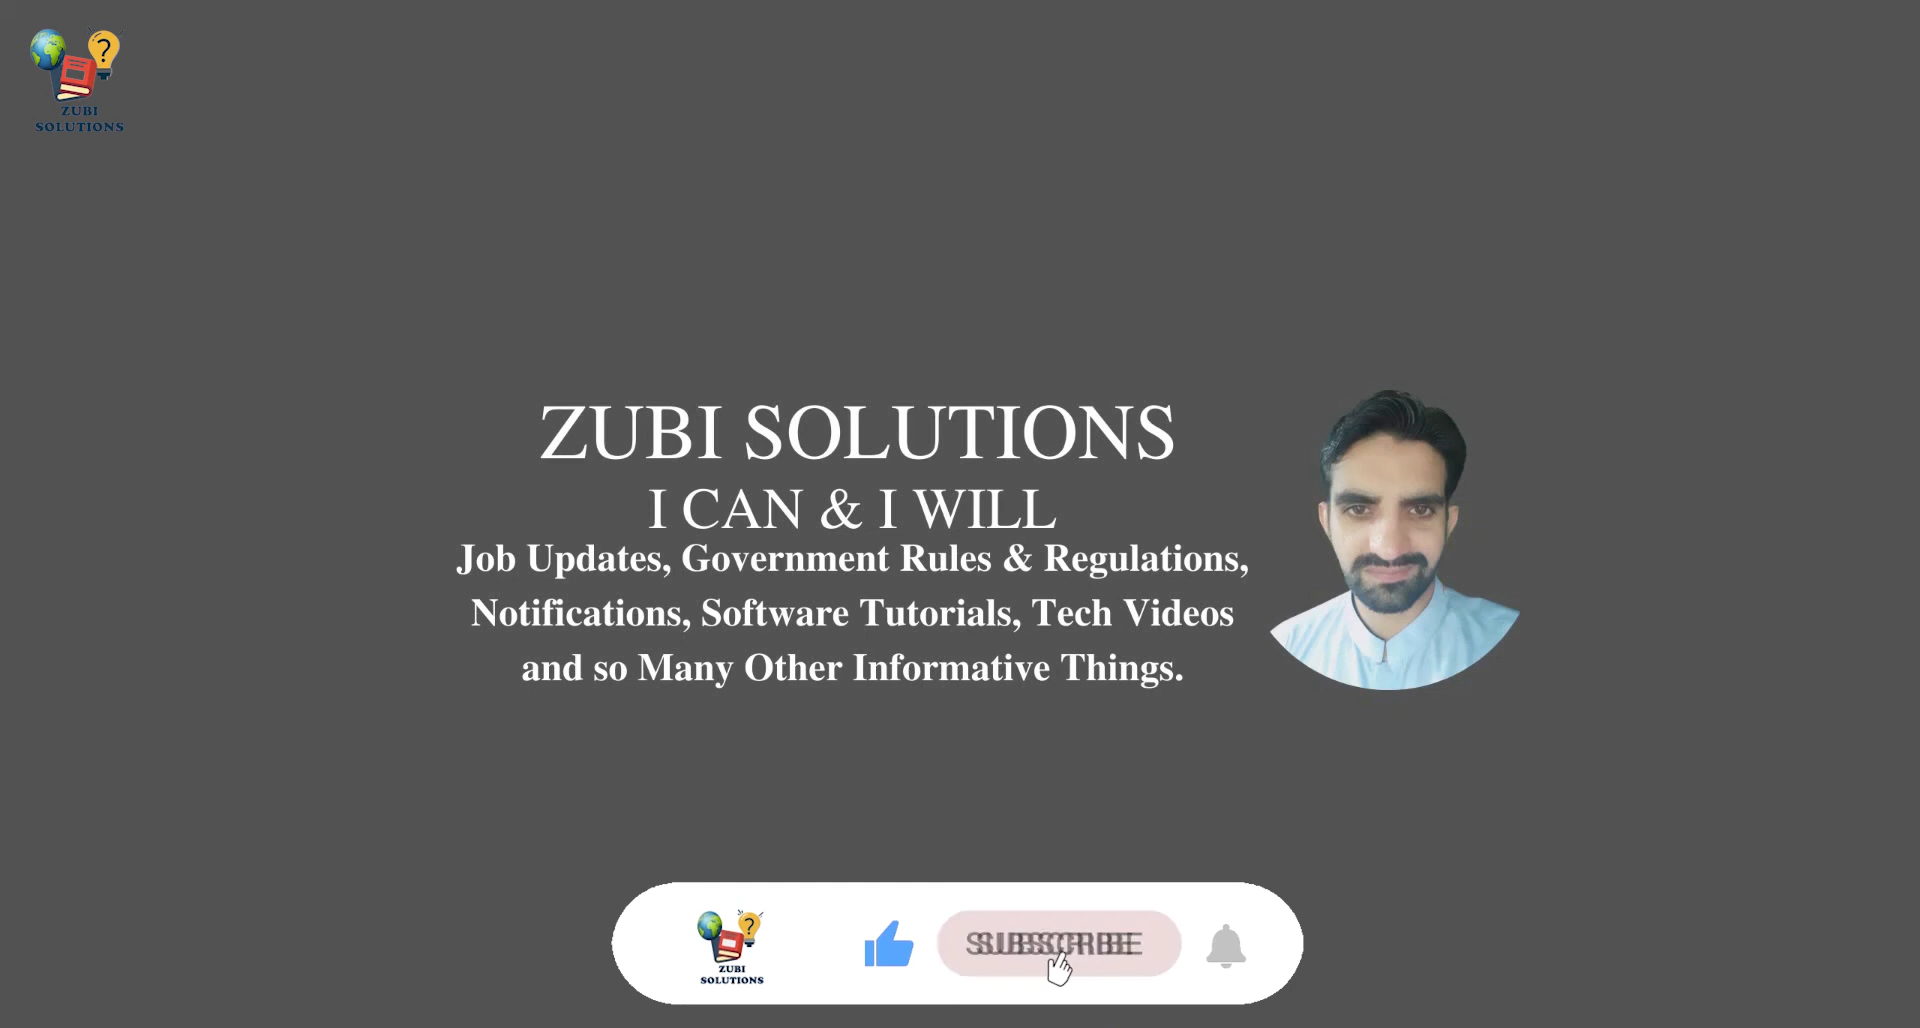 ZUBI
SOLUTIONS
ZUBI SOLUTIONS
I CAN & I WILL
Job Updates, Government Rules & Regulations,
Notifications, Software Tutorials, Tech Videos
and so Many Other Informative Things.
ZUBI
SOLUTIONS
SUBSCRIBE